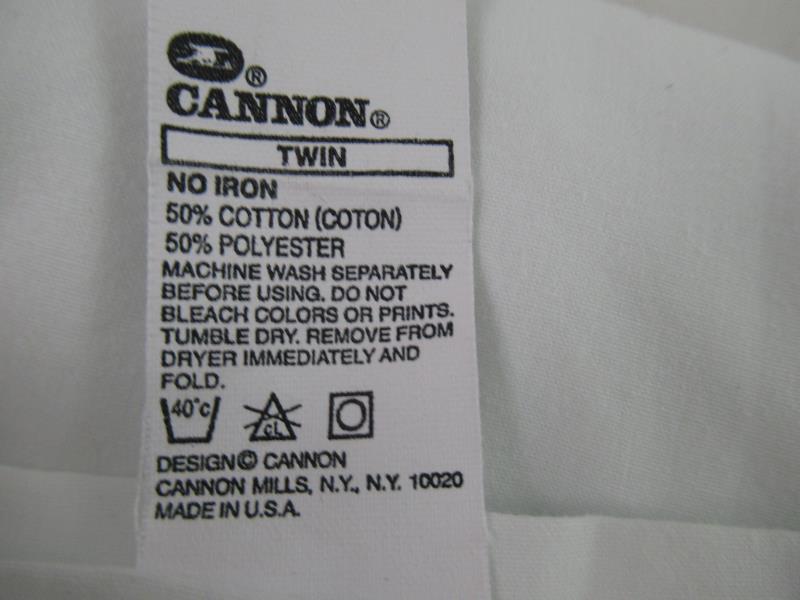 ®
CANNON®
TWIN
NO IRON
50% COTTON (COTON)
50% POLYESTER
MACHINE WASH SEPARATELY
BEFORE USING. DO NOT
BLEACH COLORS OR PRINTS.
TUMBLE DRY. REMOVE FROM
DRYER IMMEDIATELY AND
FOLD.
40°C CL
DESIGN© CANNON
CANNON MILLS, N.Y., N.Y. 10020
MADE IN U.S.A.